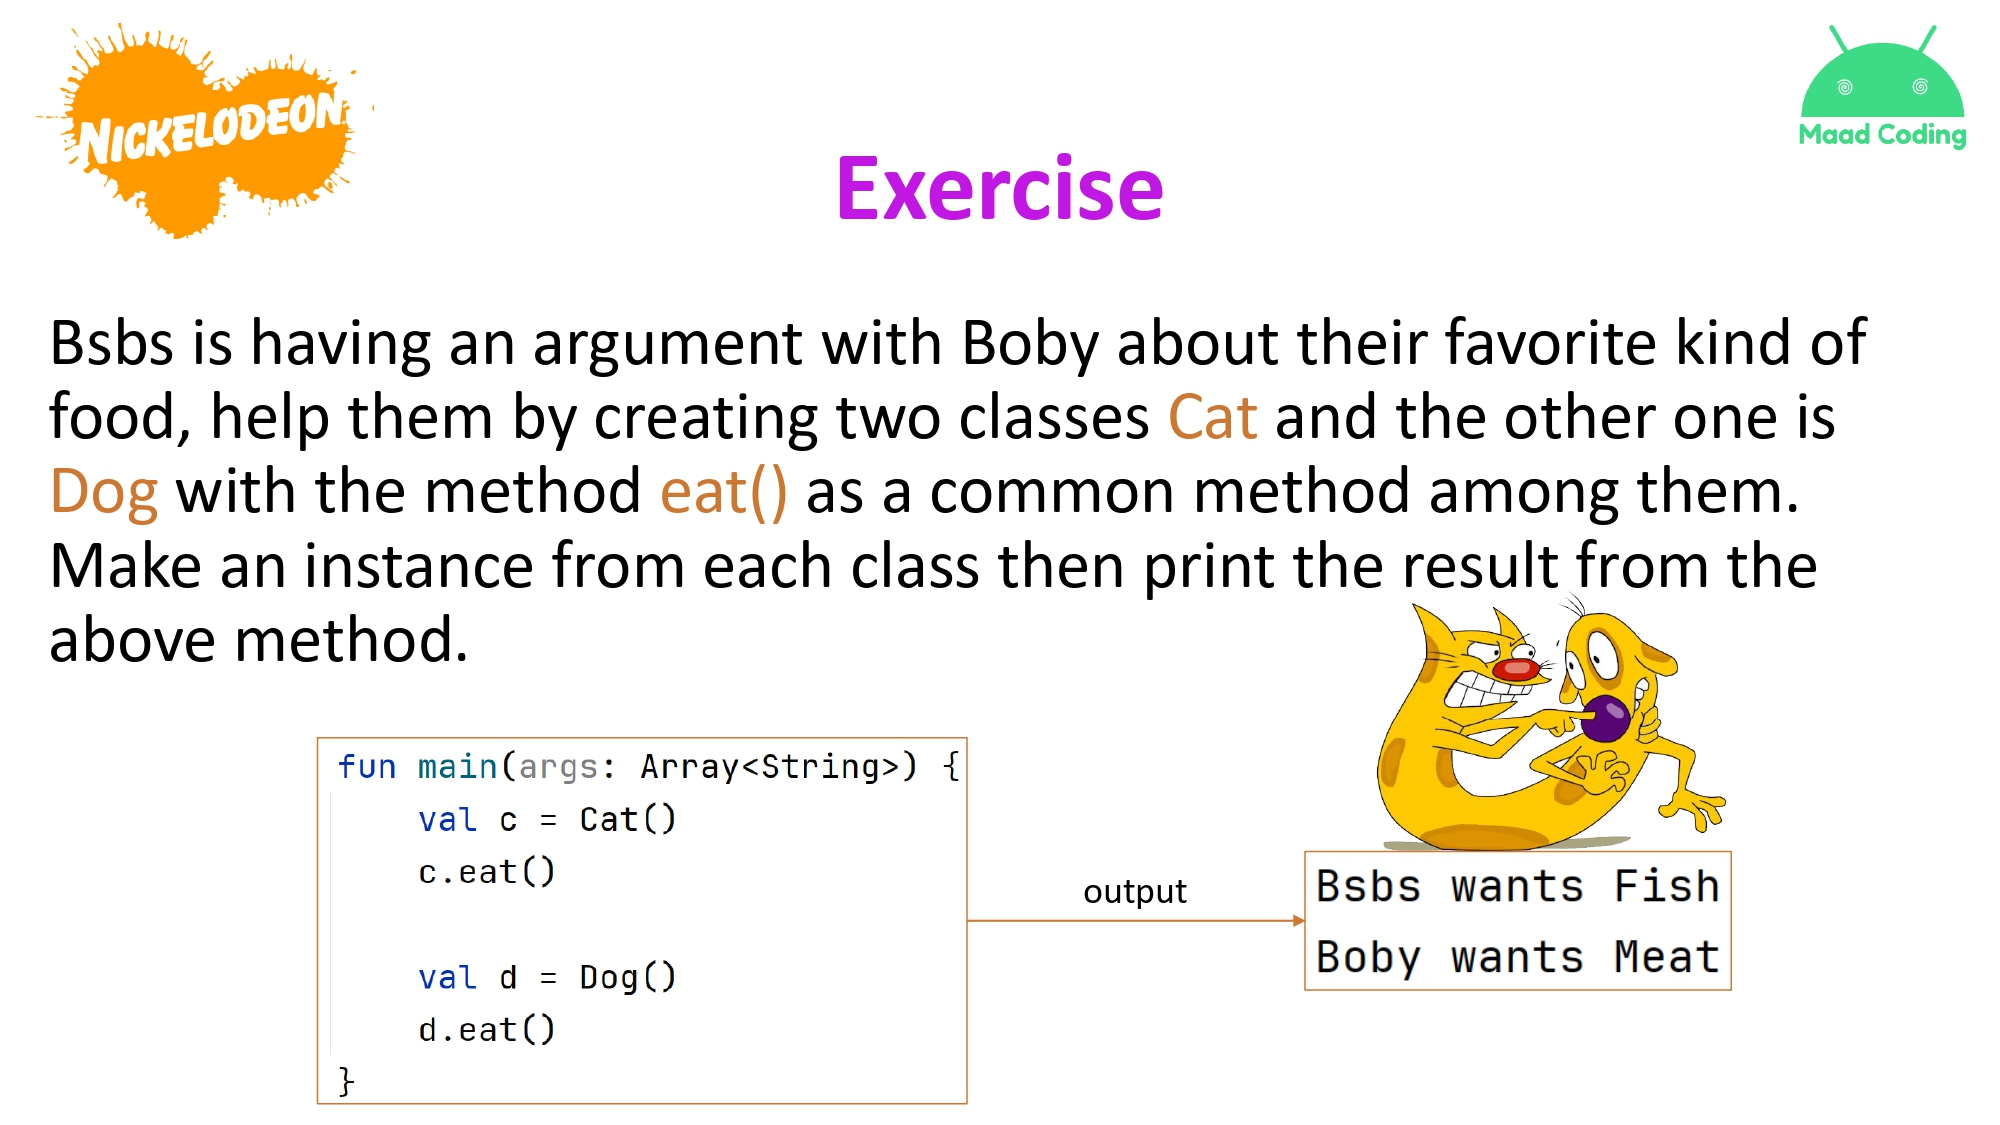 NICKELODEON
Maad Coding
Exercise
Bsbs is having an argument with Boby about their favorite kind of
food, help them by creating two classes Cat and the other one is
Dog with the method eat() as a common method among them.
Make an instance from each class then print the result from the
above method.
fun main(args: Array<String>) {
    val c = Cat()
    c.eat()
    val d = Dog()
    d.eat()
}
output
Bsbs wants Fish
Boby wants Meat